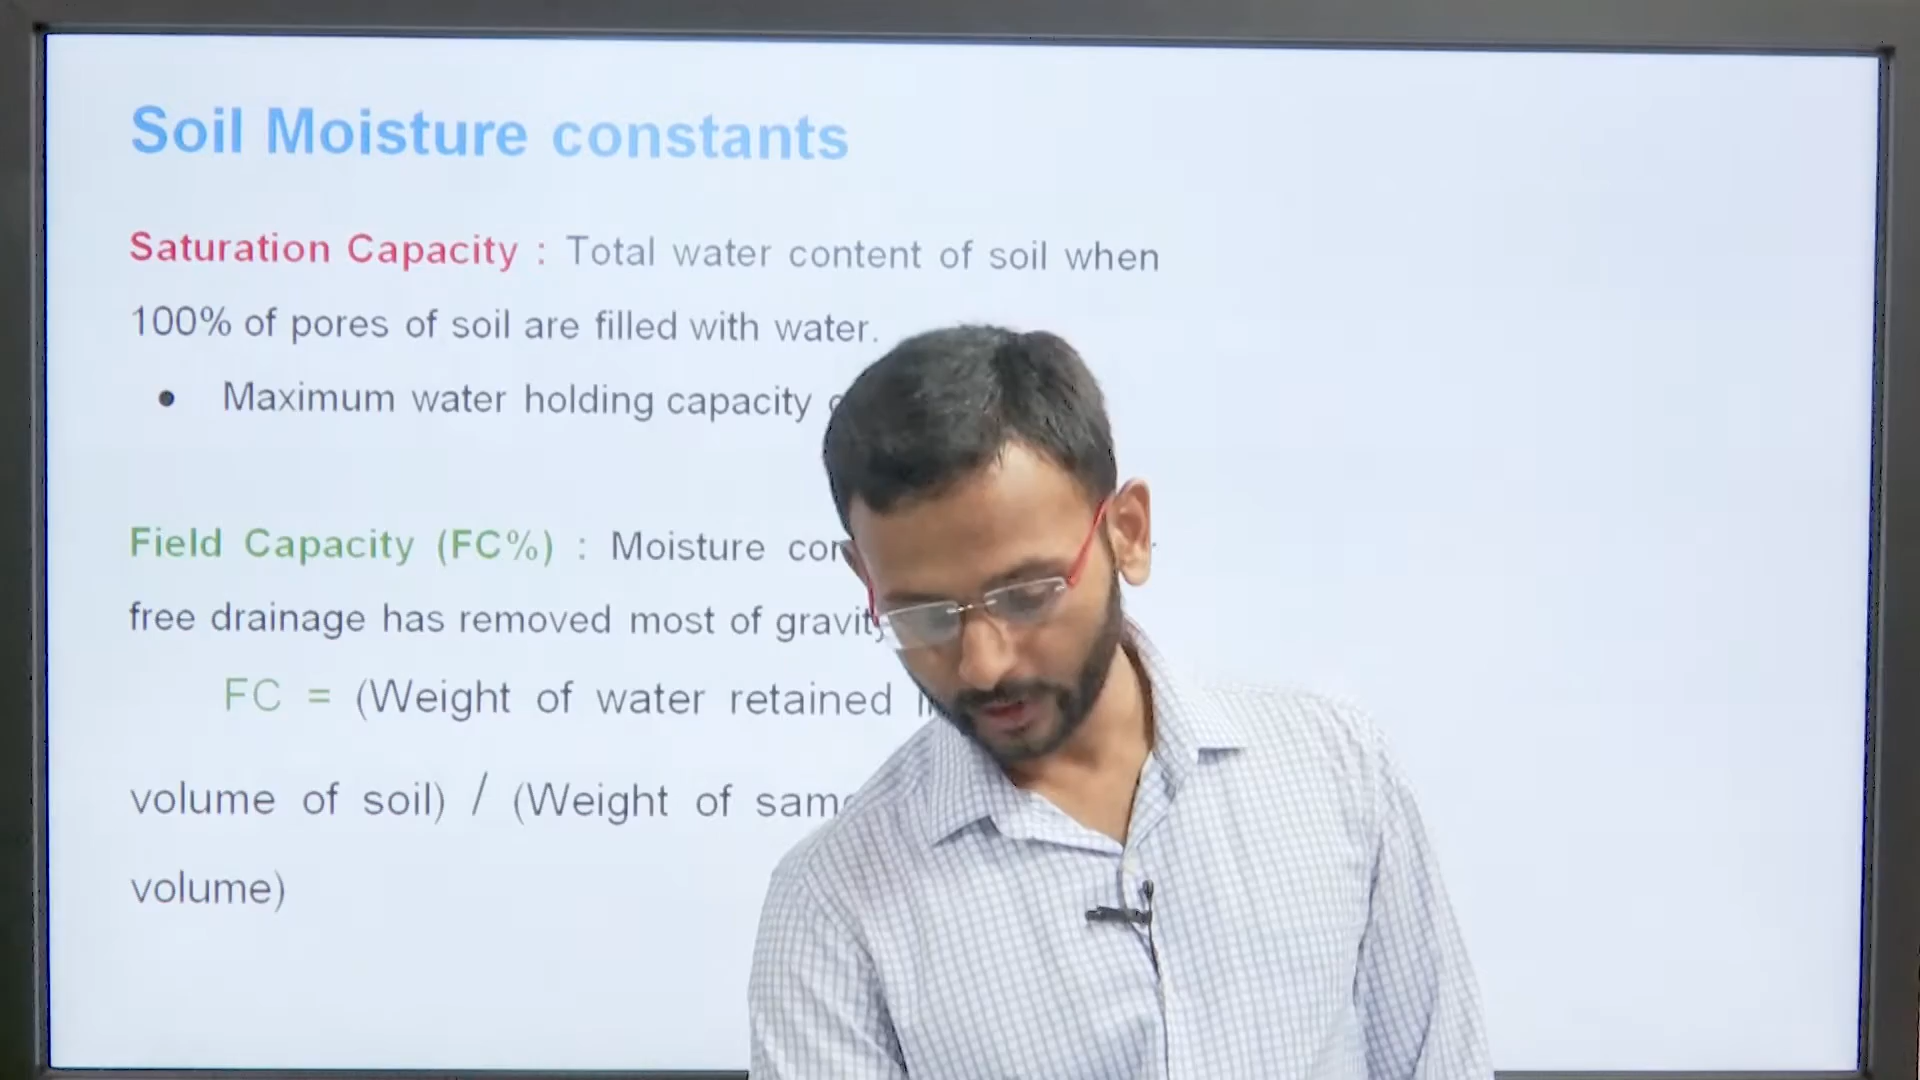 Soil Moisture constants
Saturation Capacity : Total water content of soil when
100% of pores of soil are filled with water.
• Maximum water holding capacity
Field Capacity (FC%) : Moisture
free drainage has removed most of
FC = (Weight of water retained
volume of soil) / (Weight of
volume)